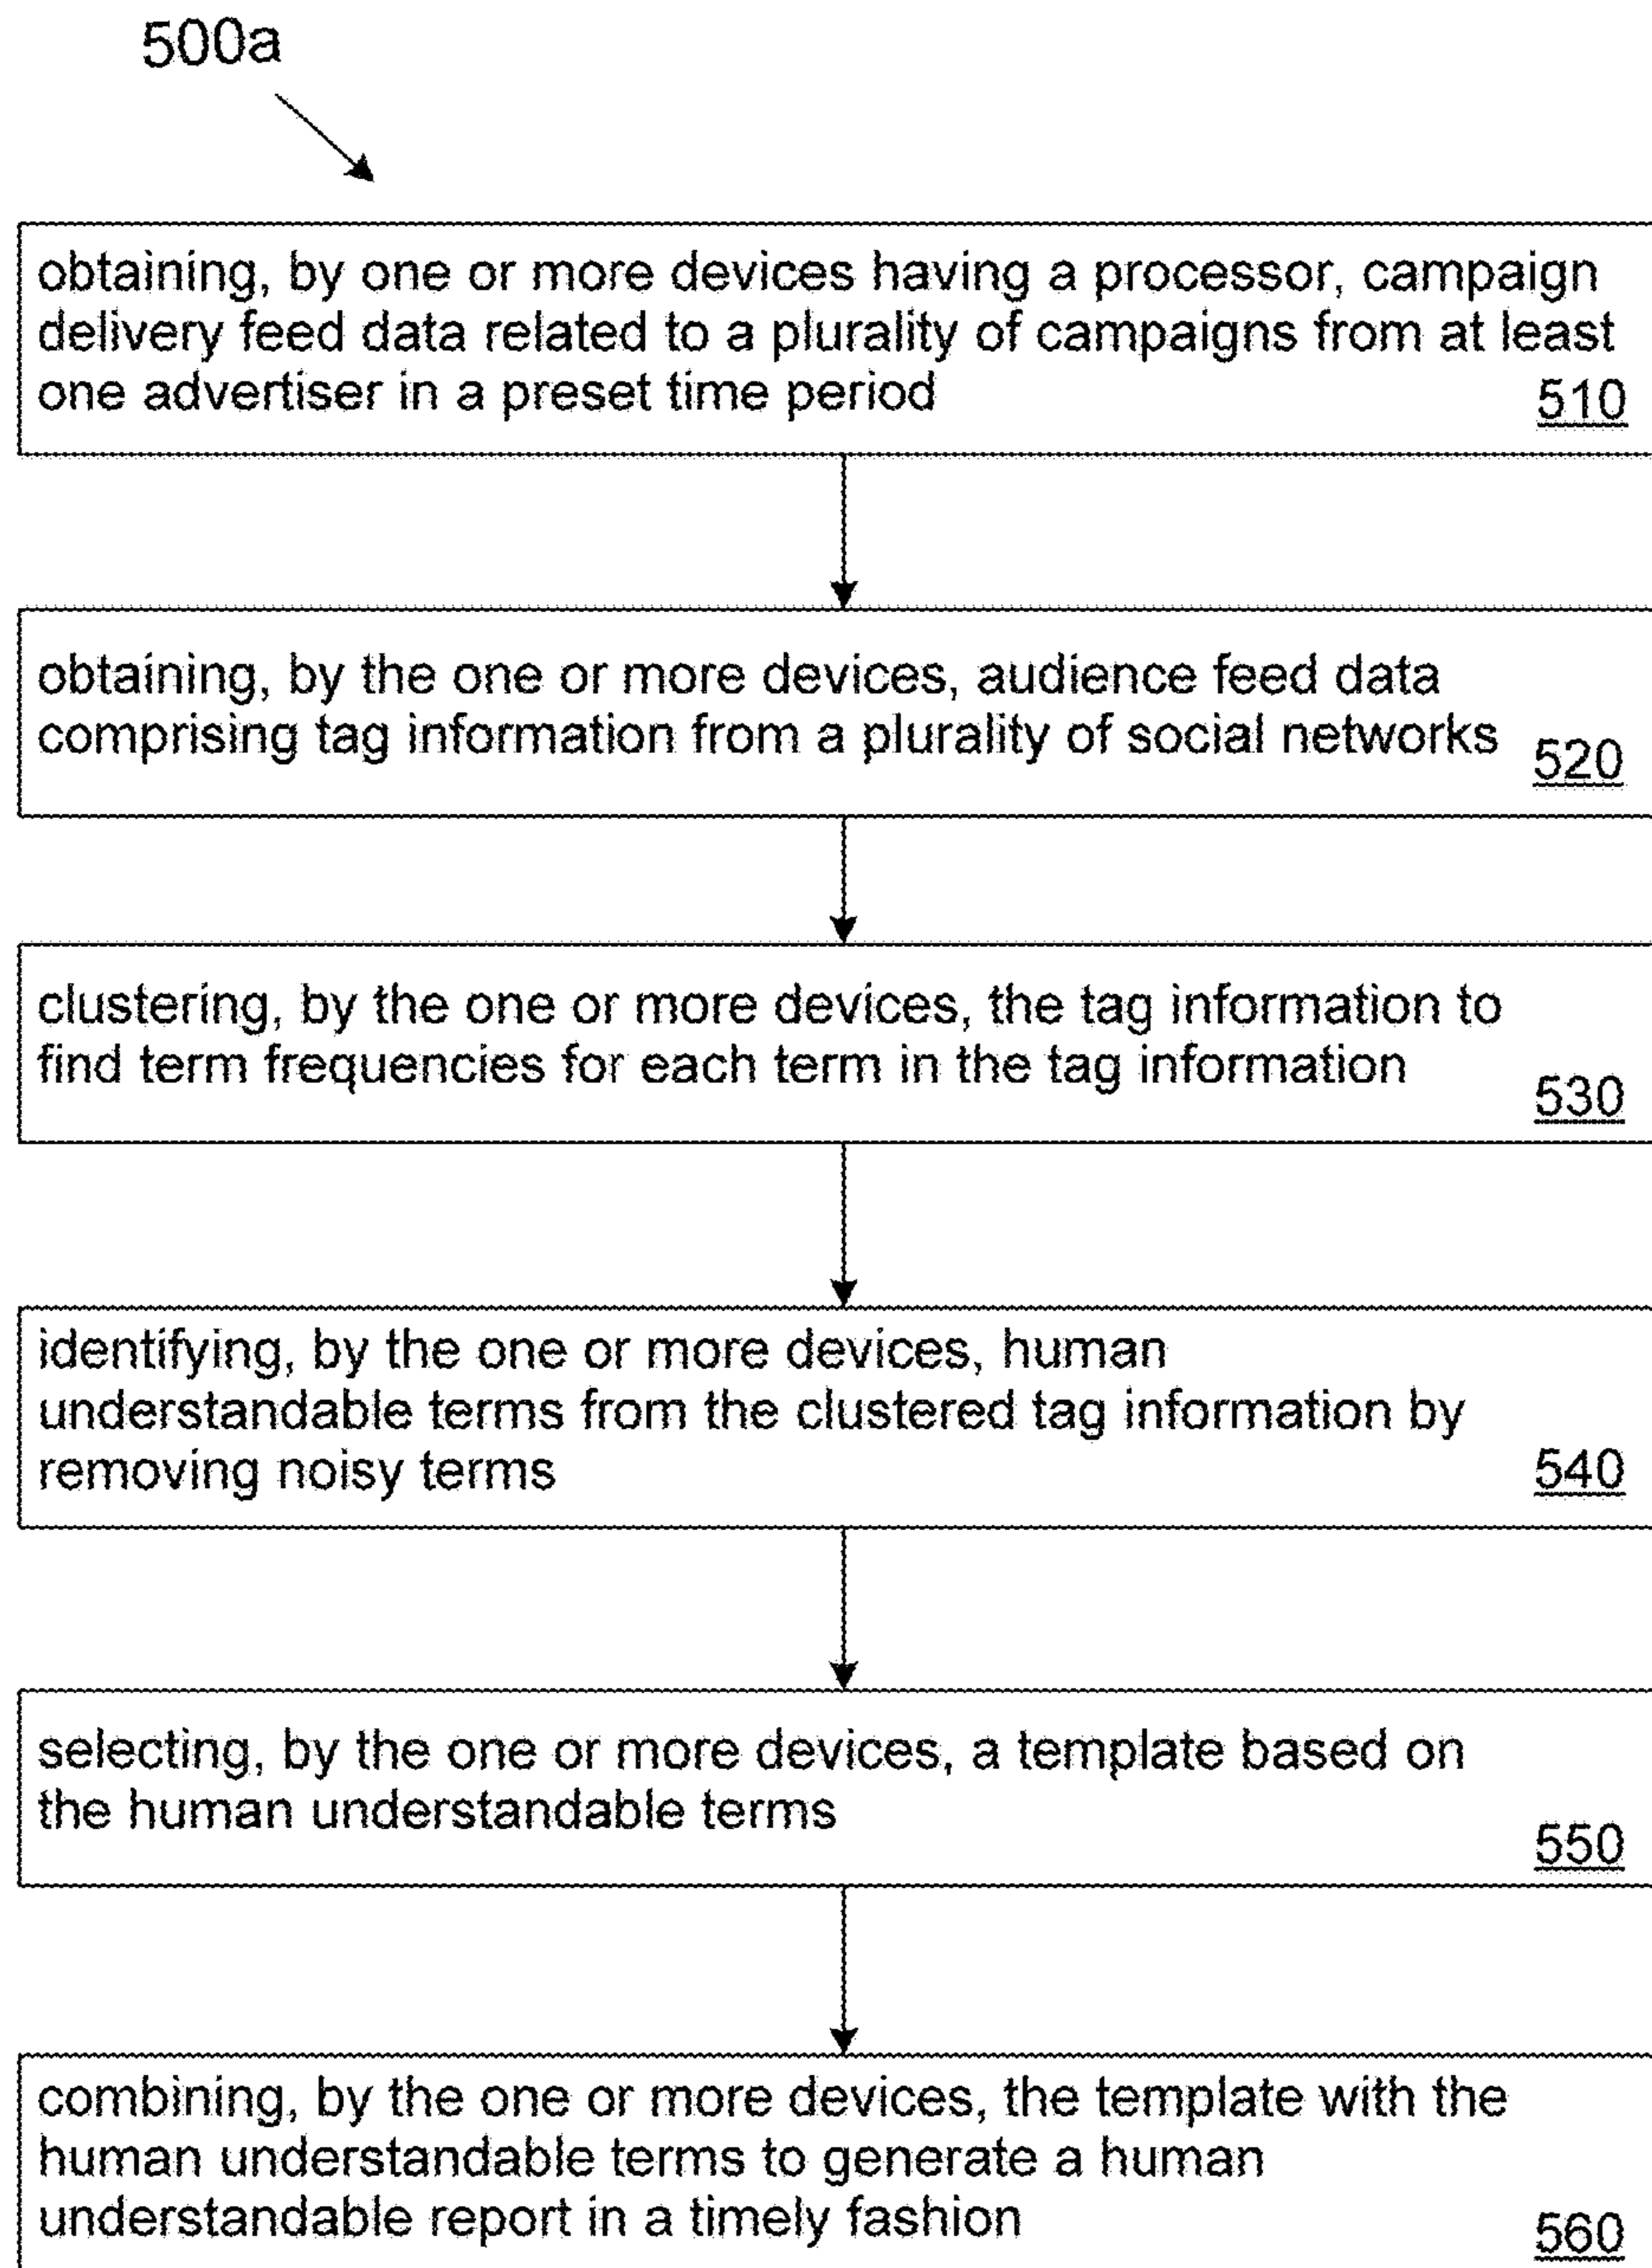 500a
obtaining, by one or more devices having a processor, campaign
delivery feed data related to a plurality of campaigns from at least
one advertiser in a preset time period
510
obtaining, by the one or more devices, audience feed data
comprising tag information from a plurality of social networks
520
clustering, by the one or more devices, the tag information to
find term frequencies for each term in the tag information
530
identifying, by the one or more devices, human
understandable terms from the clustered tag information by
removing noisy terms
540
selecting, by the one or more devices, a template based on
the human understandable terms
550
combining, by the one or more devices, the template with the
human understandable terms to generate a human
understandable report in a timely fashion
560